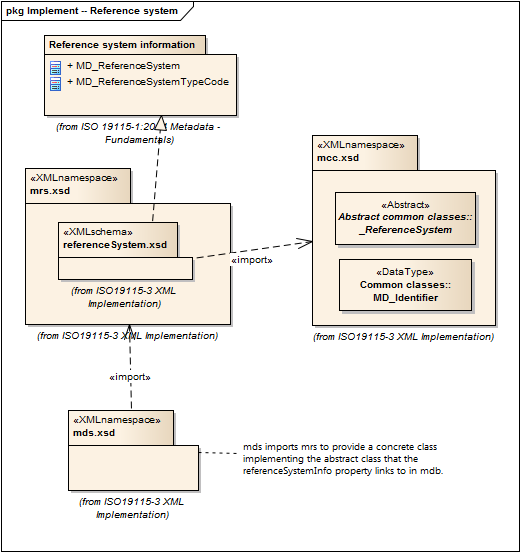 pkg Implement -- Reference system
Reference system information
+ MD_ReferenceSystem
+ MD_ReferenceSystemTypeCode
(from ISO 19115-1:20 Metadata -
Fundamentals)
«XMLnamespace»
mrs.xsd
«XMLschema»
referenceSystem.xsd
(from ISO19115-3 XML
Implementation)
(from ISO19115-3 XML Implementation)
«import»
«XMLnamespace»
mcc.xsd
«Abstract»
Abstract common classes::
_ReferenceSystem
«DataType»
Common classes::
MD_Identifier
(from ISO19115-3 XML Implementation)
«import»
«XMLnamespace»
mds.xsd
(from ISO19115-3 XML
Implementation)
mds imports mrs to provide a concrete class
implementing the abstract class that the
referenceSystemInfo property links to in mdb.